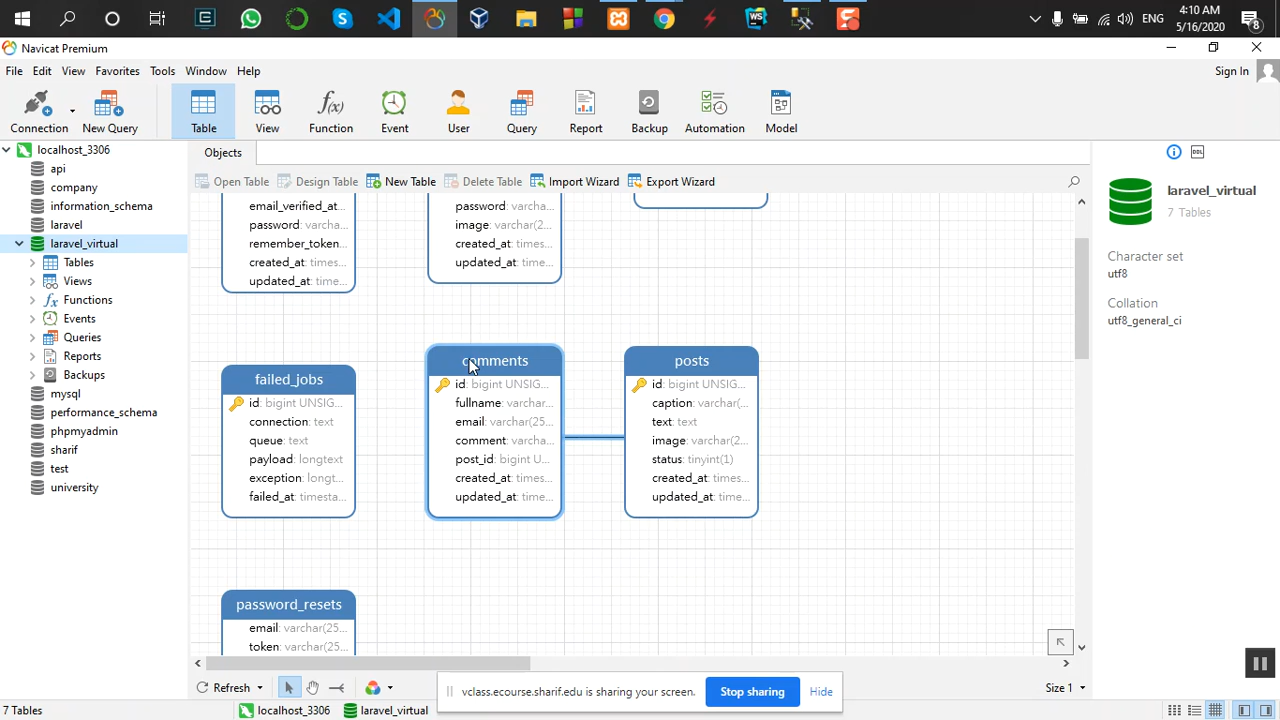 4:10 AM
ENG
5/16/2020
8
Navicat Premium
File Edit View Favorites Tools Window Help
Sign In
Connection New Query Table View Function Event User Query Report Backup Automation Model
localhost_3306
api
company
information_schema
laravel
laravel_virtual
Tables
Views
Functions
Events
Queries
Reports
Backups
mysql
performance_schema
phpmyadmin
sharif
test
university
Objects
Open Table Design Table New Table Delete Table Import Wizard Export Wizard
email_verified_at...
password: varcha...
remember_token...
created_at: times...
updated_at: time...
password: varcha...
image: varchar(2...
created_at: times...
updated_at: time...
failed_jobs
id: bigint UNSIG...
connection: text
queue: text
payload: longtext
exception: longt...
failed_at: timesta...
comments
id: bigint UNSIG...
fullname: varchar...
email: varchar(25...
comment: varcha...
post_id: bigint U...
created_at: times...
updated_at: time...
posts
id: bigint UNSIG...
caption: varchar(...
text: text
image: varchar(2...
status: tinyint(1)
created_at: times...
updated_at: time...
password_resets
email: varchar(25...
token: varchar(25...
laravel_virtual
7 Tables
Character set
utf8
Collation
utf8_general_ci
Refresh
Size 1
vclass.ecourse.sharif.edu is sharing your screen. Stop sharing Hide
7 Tables localhost_3306 laravel_virtual